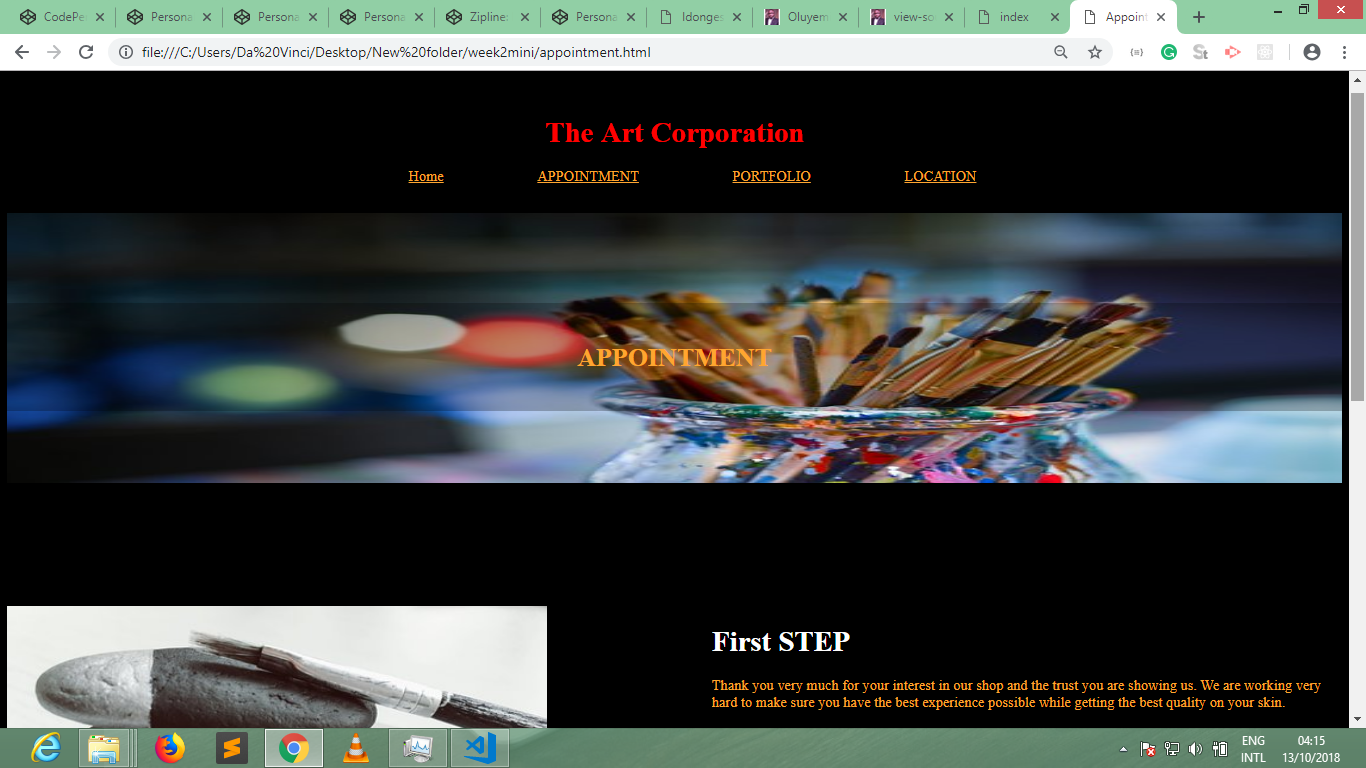 CodePe Persona Persona Persona Zipline: Persona Idonges Oluyem view-so index Appoint
file:///C:/Users/Da%20Vinci/Desktop/New%20folder/week2mini/appointment.html
The Art Corporation
Home APPOINTMENT PORTFOLIO LOCATION
APPOINTMENT
First STEP
Thank you very much for your interest in our shop and the trust you are showing us. We are working very
hard to make sure you have the best experience possible while getting the best quality on your skin.
ENG 04:15
INTL 13/10/2018